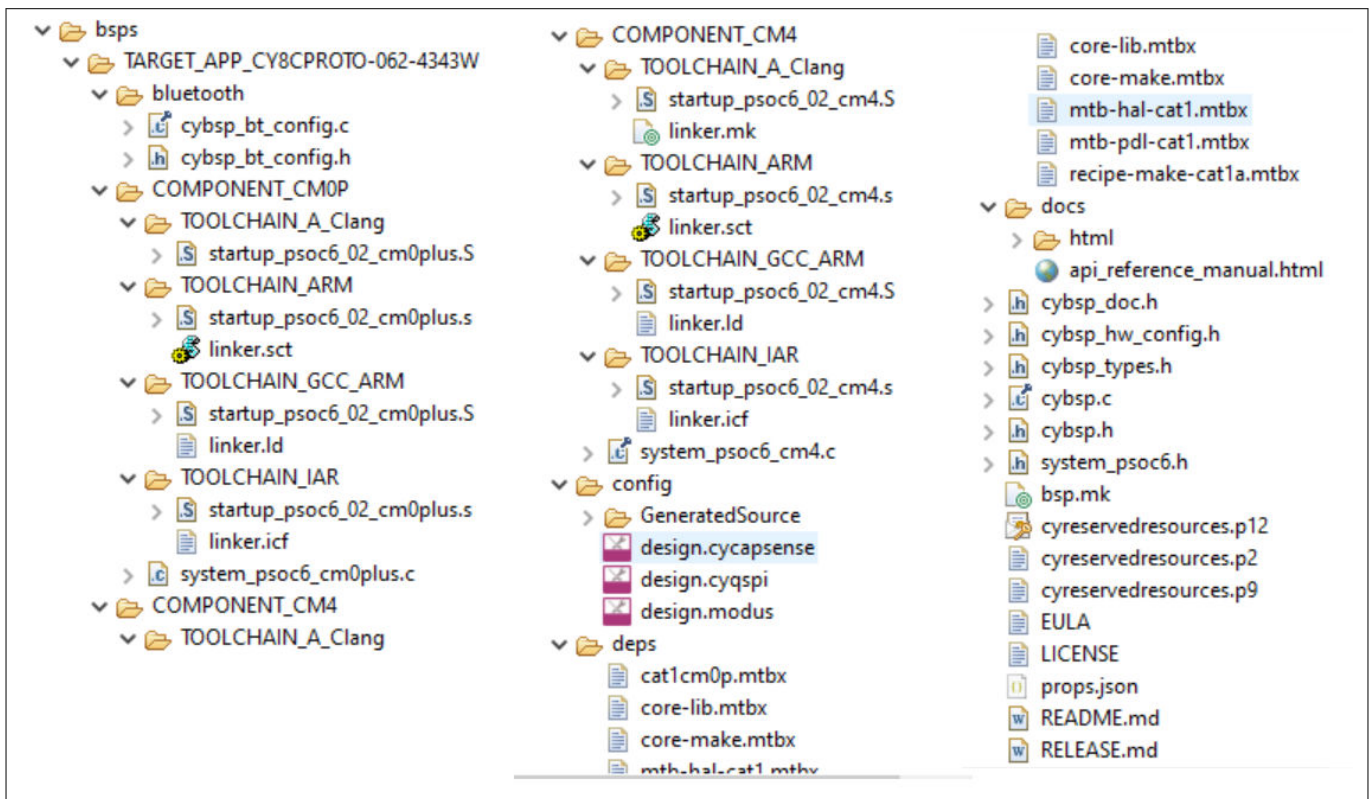 bsps
TARGET_APP_CY8CPROTO-062-4343W
bluetooth
cybsp_bt_config.c
cybsp_bt_config.h
COMPONENT_CM0P
TOOLCHAIN_A_Clang
startup_psoc6_02_cm0plus.S
TOOLCHAIN_ARM
startup_psoc6_02_cm0plus.s
linker.sct
TOOLCHAIN_GCC_ARM
startup_psoc6_02_cm0plus.S
linker.ld
TOOLCHAIN_IAR
startup_psoc6_02_cm0plus.s
linker.icf
system_psoc6_cm0plus.c
COMPONENT_CM4
TOOLCHAIN_A_Clang
COMPONENT_CM4
TOOLCHAIN_A_Clang
startup_psoc6_02_cm4.S
linker.mk
TOOLCHAIN_ARM
startup_psoc6_02_cm4.s
linker.sct
TOOLCHAIN_GCC_ARM
startup_psoc6_02_cm4.S
linker.ld
TOOLCHAIN_IAR
startup_psoc6_02_cm4.s
linker.icf
system_psoc6_cm4.c
config
GeneratedSource
design.cycapsense
design.cyqspi
design.modus
deps
cat1cm0p.mtbx
core-lib.mtbx
core-make.mtbx
mtb-hal-cat1.mtbx
core-lib.mtbx
core-make.mtbx
mtb-hal-cat1.mtbx
mtb-pdl-cat1.mtbx
recipe-make-cat1a.mtbx
docs
html
api_reference_manual.html
cybsp_doc.h
cybsp_hw_config.h
cybsp_types.h
cybsp.c
cybsp.h
system_psoc6.h
bsp.mk
cyreservedresources.p12
cyreservedresources.p2
cyreservedresources.p9
EULA
LICENSE
props.json
README.md
RELEASE.md